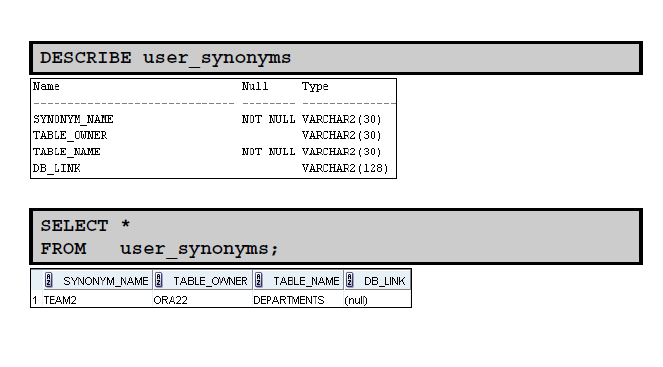 DESCRIBE user_synonyms
Name Null Type
------------------------------ -------- -------------
SYNONYM_NAME NOT NULL VARCHAR2(30)
TABLE_OWNER VARCHAR2(30)
TABLE_NAME NOT NULL VARCHAR2(30)
DB_LINK VARCHAR2(128)
SELECT *
FROM user_synonyms;
SYNONYM_NAME TABLE_OWNER TABLE_NAME DB_LINK
1 TEAM2 ORA22 DEPARTMENTS (null)